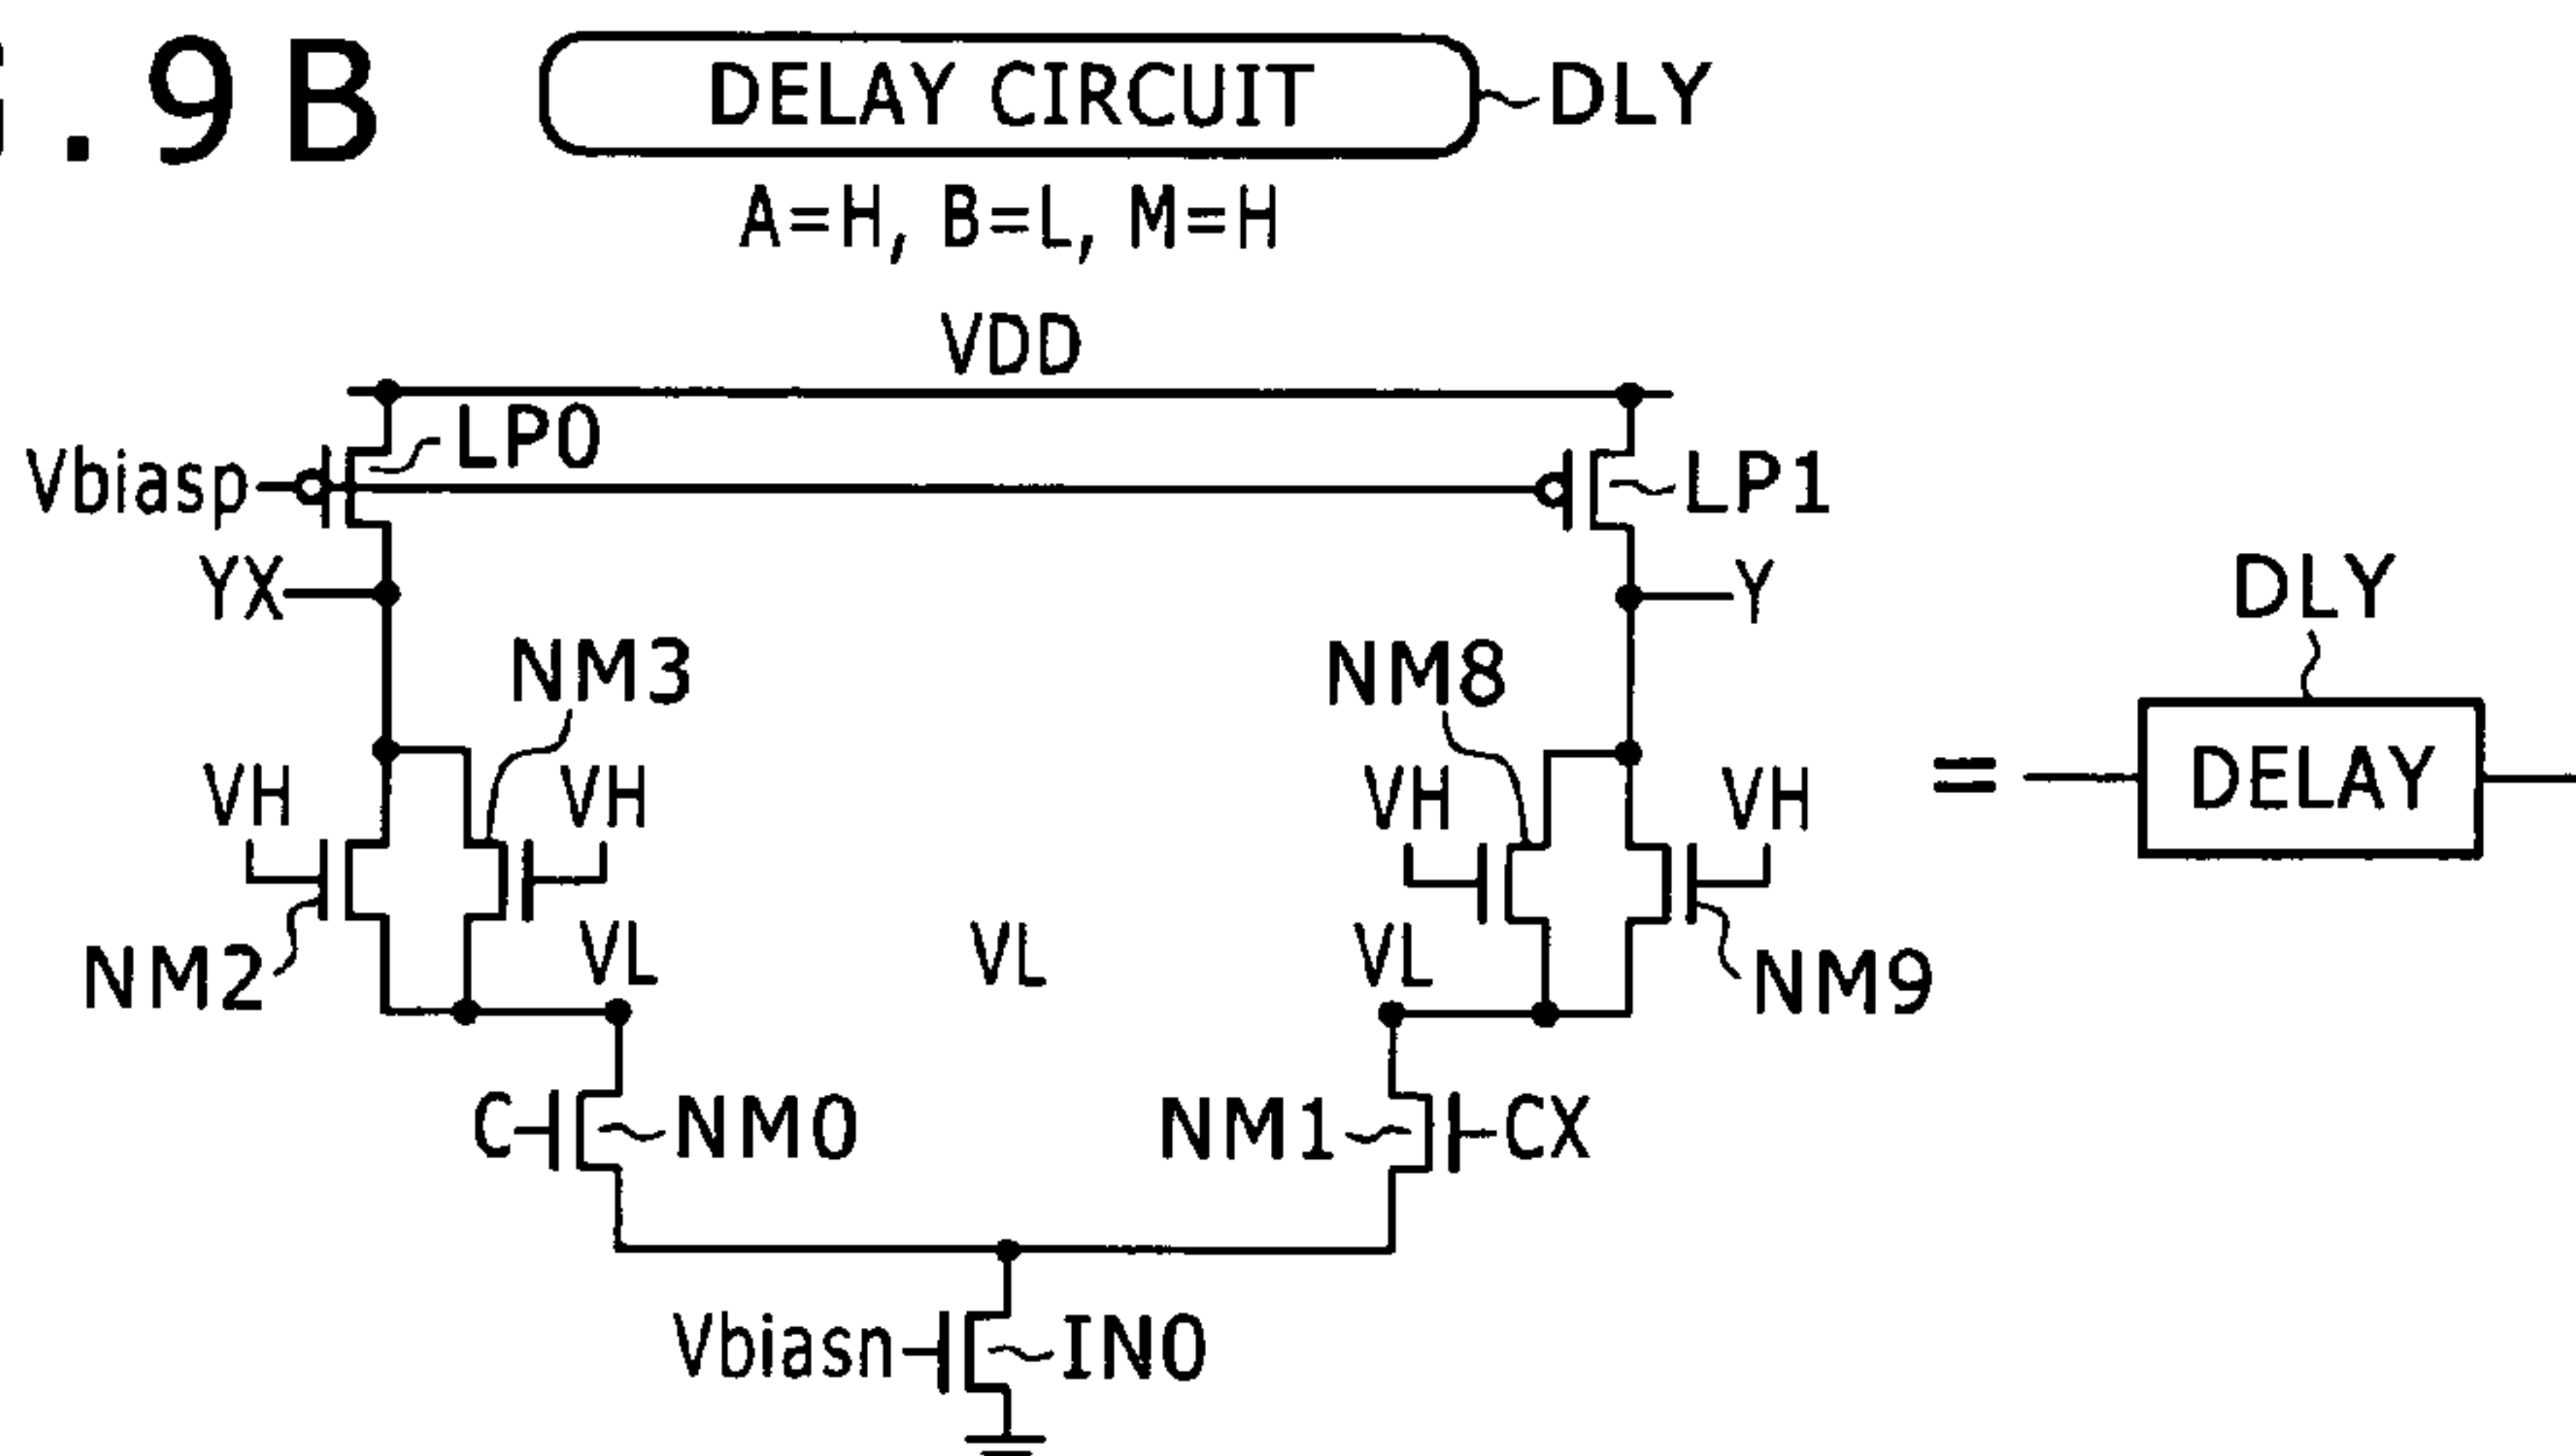 .9B
DELAY CIRCUIT DLY
A=H, B=L, M=H
VDD
LP0
Vbiasp
LP1
YX
Y
DLY
NM3
NM8
VH
VH
VH
VH
=
DELAY
NM2
VL
VL
VL
NM9
C
NM0
NM1
CX
Vbiasn
IN0